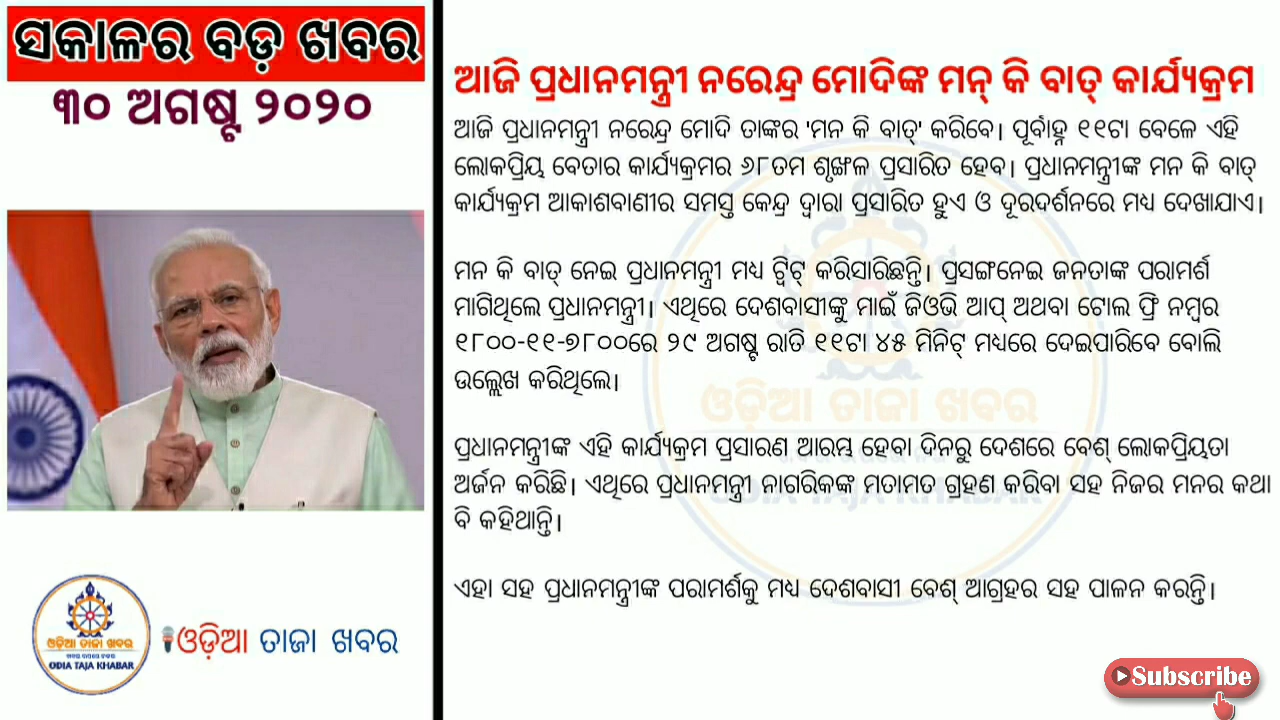 ସକାଳର ବଡ଼ ଖବର
୩୦ ଅଗଷ୍ଟ ୨୦୨୦
ଓଡ଼ିଆ ତାଜା ଖବର
ODIA TAJA KHABAR
ଓଡ଼ିଆ ତାଜା ଖବର
ଆଜି ପ୍ରଧାନମନ୍ତ୍ରୀ ନରେନ୍ଦ୍ର ମୋଦିଙ୍କ ମନ୍ କି ବାତ୍ କାର୍ଯ୍ୟକ୍ରମ
ଆଜି ପ୍ରଧାନମନ୍ତ୍ରୀ ନରେନ୍ଦ୍ର ମୋଦି ତାଙ୍କର 'ମନ କି ବାତ୍' କରିବେ। ପୂର୍ବାହ୍ନ ୧୧ଟା ବେଳେ ଏହି
ଲୋକପ୍ରିୟ ବେତାର କାର୍ଯ୍ୟକ୍ରମର ୬୮ତମ ଶୃଙ୍ଖଳ ପ୍ରସାରିତ ହେବ। ପ୍ରଧାନମନ୍ତ୍ରୀଙ୍କ ମନ କି ବାତ୍
କାର୍ଯ୍ୟକ୍ରମ ଆକାଶବାଣୀର ସମସ୍ତ କେନ୍ଦ୍ର ଦ୍ୱାରା ପ୍ରସାରିତ ହୁଏ ଓ ଦୂରଦର୍ଶନରେ ମଧ୍ୟ ଦେଖାଯାଏ।
ମନ କି ବାତ୍ ନେଇ ପ୍ରଧାନମନ୍ତ୍ରୀ ମଧ୍ୟ ଟ୍ୱିଟ୍ କରିସାରିଛନ୍ତି। ପ୍ରସଙ୍ଗନେଇ ଜନତାଙ୍କ ପରାମର୍ଶ
ମାଗିଥିଲେ ପ୍ରଧାନମନ୍ତ୍ରୀ। ଏଥିରେ ଦେଶବାସୀଙ୍କୁ ମାଇଁ ଜିଓଭି ଆପ୍ ଅଥବା ଟୋଲ ଫ୍ରି ନମ୍ବର
୧୮୦୦-୧୧-୭୮୦୦ରେ ୨୯ ଅଗଷ୍ଟ ରାତି ୧୧ଟା ୪୫ ମିନିଟ୍ ମଧ୍ୟରେ ଦେଇପାରିବେ ବୋଲି
ଉଲ୍ଲେଖ କରିଥିଲେ।
ପ୍ରଧାନମନ୍ତ୍ରୀଙ୍କ ଏହି କାର୍ଯ୍ୟକ୍ରମ ପ୍ରସାରଣ ଆରମ୍ଭ ହେବା ଦିନରୁ ଦେଶରେ ବେଶ୍ ଲୋକପ୍ରିୟତା
ଅର୍ଜନ କରିଛି। ଏଥିରେ ପ୍ରଧାନମନ୍ତ୍ରୀ ନାଗରିକଙ୍କ ମତାମତ ଗ୍ରହଣ କରିବା ସହ ନିଜର ମନର କଥା
ବି କହିଥାନ୍ତି।
ଏହା ସହ ପ୍ରଧାନମନ୍ତ୍ରୀଙ୍କ ପରାମର୍ଶକୁ ମଧ୍ୟ ଦେଶବାସୀ ବେଶ୍ ଆଗ୍ରହର ସହ ପାଳନ କରନ୍ତି।
ଓଡ଼ିଆ ତାଜା ଖବର
ODIA TAJA KHABAR
Subscribe